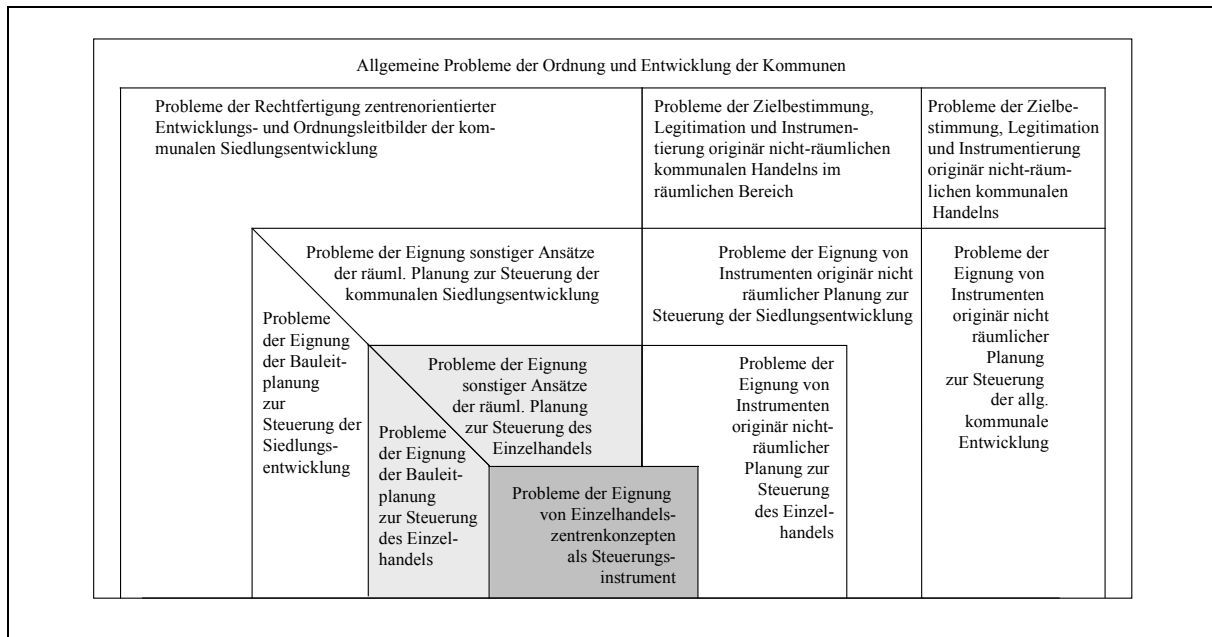 Allgemeine Probleme der Ordnung und Entwicklung der Kommunen
Probleme der Rechtfertigung zentrenorientierter
Entwicklungs- und Ordnungsleitbilder der kom-
munalen Siedlungsentwicklung
Probleme der Zielbestimmung,
Legitimation und Instrumen-
tierung originär nicht-räumlichen
kommunalen Handelns im
räumlichen Bereich
Probleme der Zielbe-
stimmung, Legitimation
und Instrumentierung
originär nicht-räum-
lichen kommunalen
Handelns
Probleme der Eignung sonstiger Ansätze
der räuml. Planung zur Steuerung der
kommunalen Siedlungsentwicklung
Probleme der Eignung von
Instrumenten originär nicht
räumlicher Planung zur
Steuerung der Siedlungsentwicklung
Probleme der
Eignung von
Instrumenten
originär nicht
räumlicher
Planung
zur Steuerung
der allg.
kommunale
Entwicklung
Probleme
der Eignung
der Bauleit-
planung
zur
Steuerung der
Siedlungs-
entwicklung
Probleme der Eignung
sonstiger Ansätze
der räuml. Planung
zur Steuerung des
Einzelhandels
Probleme der
Eignung von
Instrumenten
originär nicht-
räumlicher
Planung zur
Steuerung
des Einzel-
handels
Probleme
der Eignung
der Bauleit-
planung
zur Steuerung
des Einzel-
handels
Probleme der Eignung
von Einzelhandels-
zentrenkonzepten
als Steuerungs-
instrument